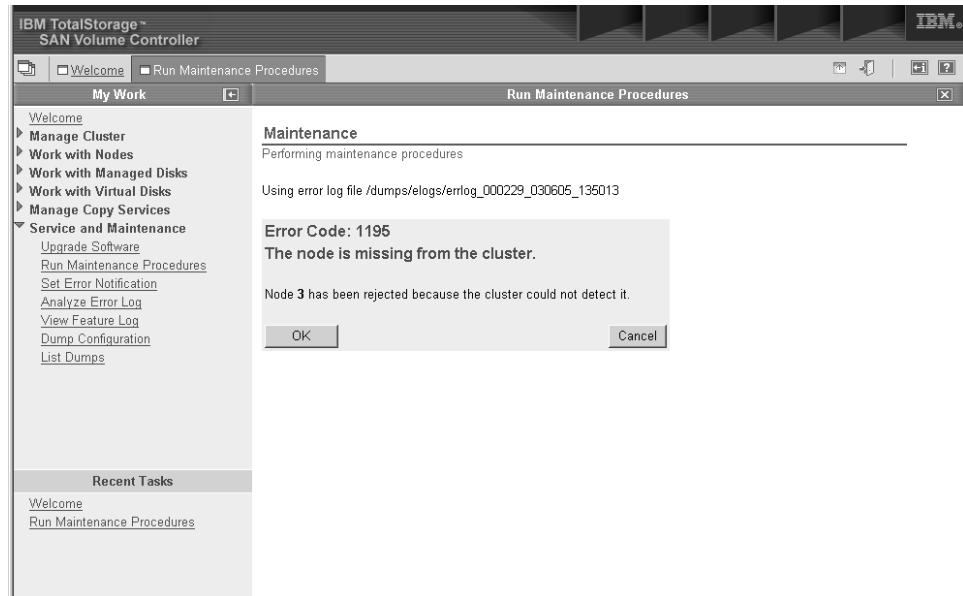 IBM TotalStorage™
SAN Volume Controller
IBM
Welcome
Run Maintenance Procedures
My Work
Run Maintenance Procedures
Welcome
Manage Cluster
Work with Nodes
Work with Managed Disks
Work with Virtual Disks
Manage Copy Services
Service and Maintenance
Upgrade Software
Run Maintenance Procedures
Set Error Notification
Analyze Error Log
View Feature Log
Dump Configuration
List Dumps
Recent Tasks
Welcome
Run Maintenance Procedures
Maintenance
Performing maintenance procedures
Using error log file /dumps/elogs/errlog_000229_030605_135013
Error Code: 1195
The node is missing from the cluster.
Node 3 has been rejected because the cluster could not detect it.
OK
Cancel